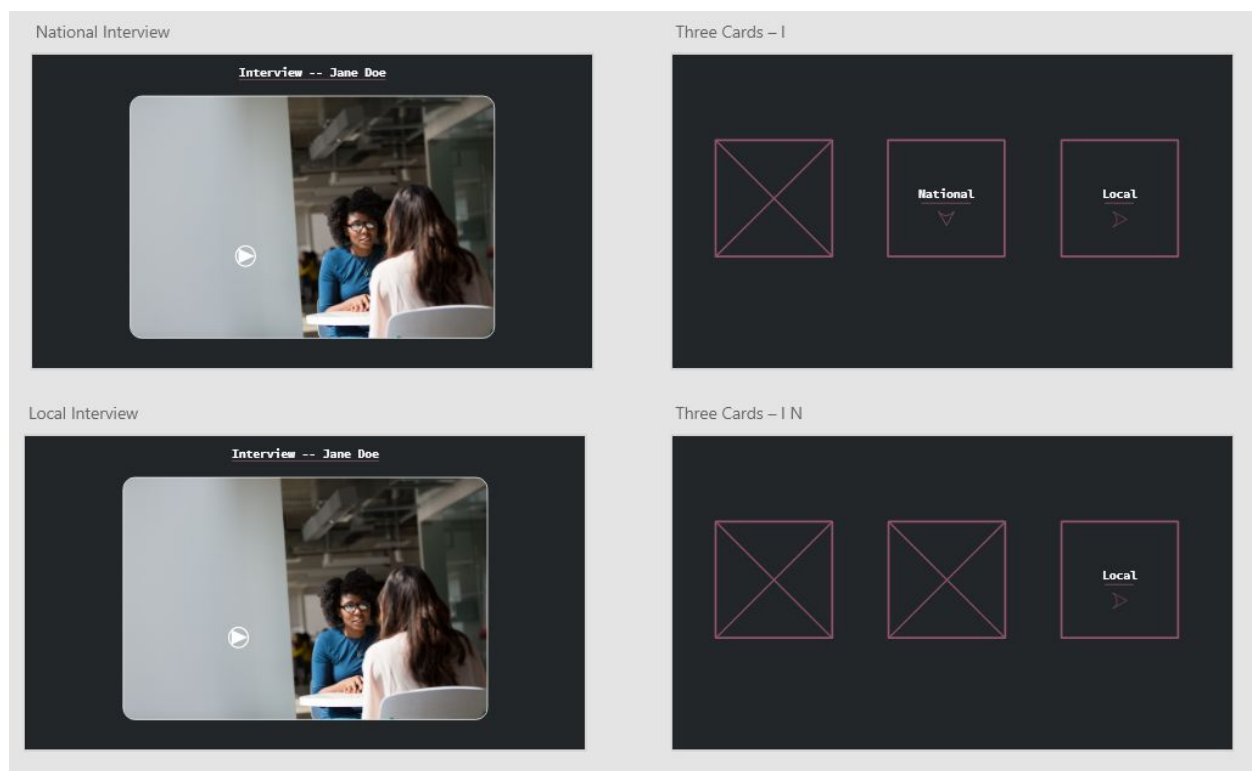 National Interview
Three Cards – I
Interview -- Jane Doe
National
Local
Local Interview
Three Cards – I N
Interview -- Jane Doe
Local